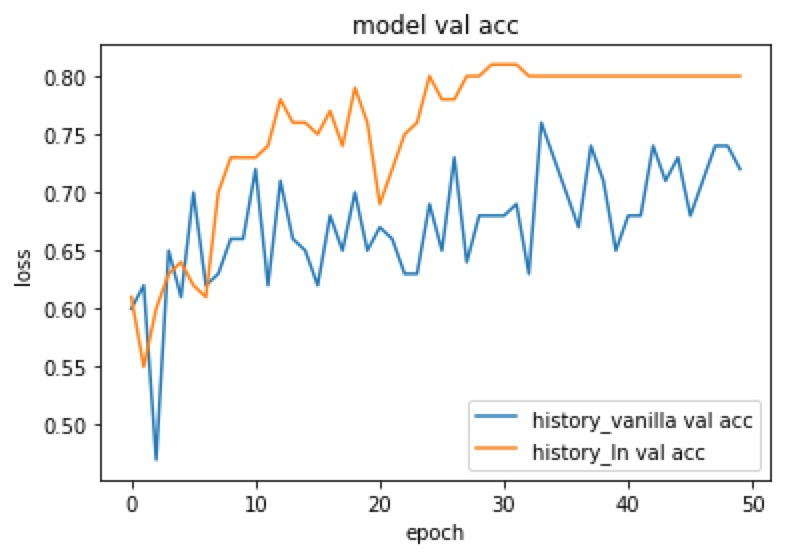 model val acc
0.80
0.75
0.70
0.65
0.60
0.55
0.50
loss
0 10 20 30 40 50
epoch
history_vanilla val acc
history_ln val acc